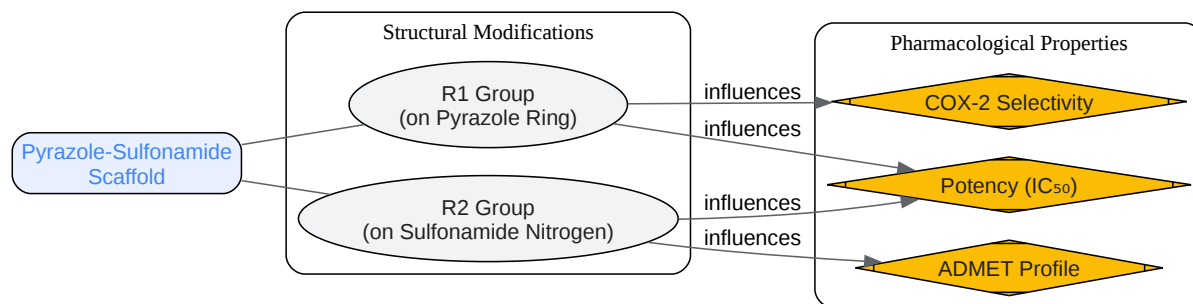 Structural Modifications
Pharmacological Properties
R1 Group
(on Pyrazole Ring)
influences
COX-2 Selectivity
influences
Pyrazole-Sulfonamide
Scaffold
Potency (IC₅₀)
R2 Group
(on Sulfonamide Nitrogen)
influences
influences
ADMET Profile